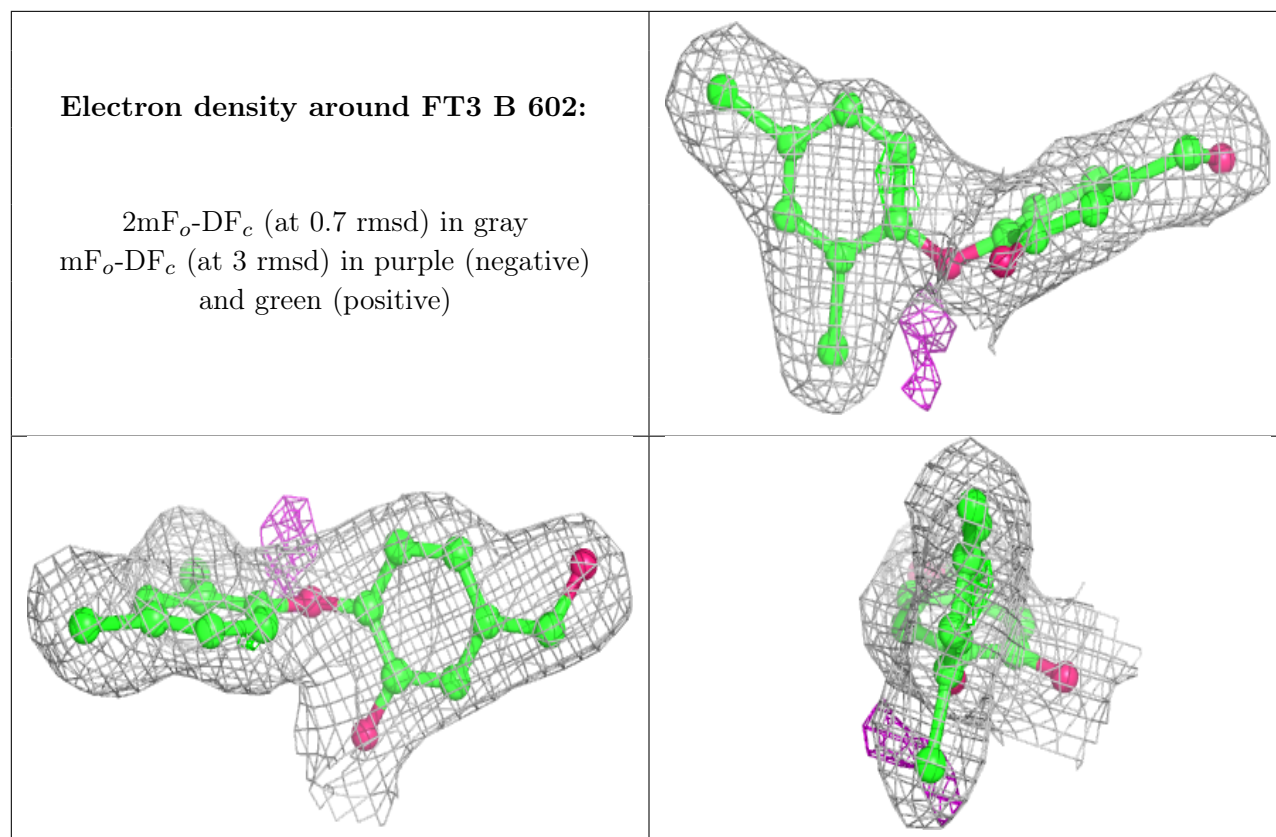 Electron density around FT3 B 602:
2mFₒ-DF𝒸 (at 0.7 rmsd) in gray
mFₒ-DF𝒸 (at 3 rmsd) in purple (negative)
and green (positive)